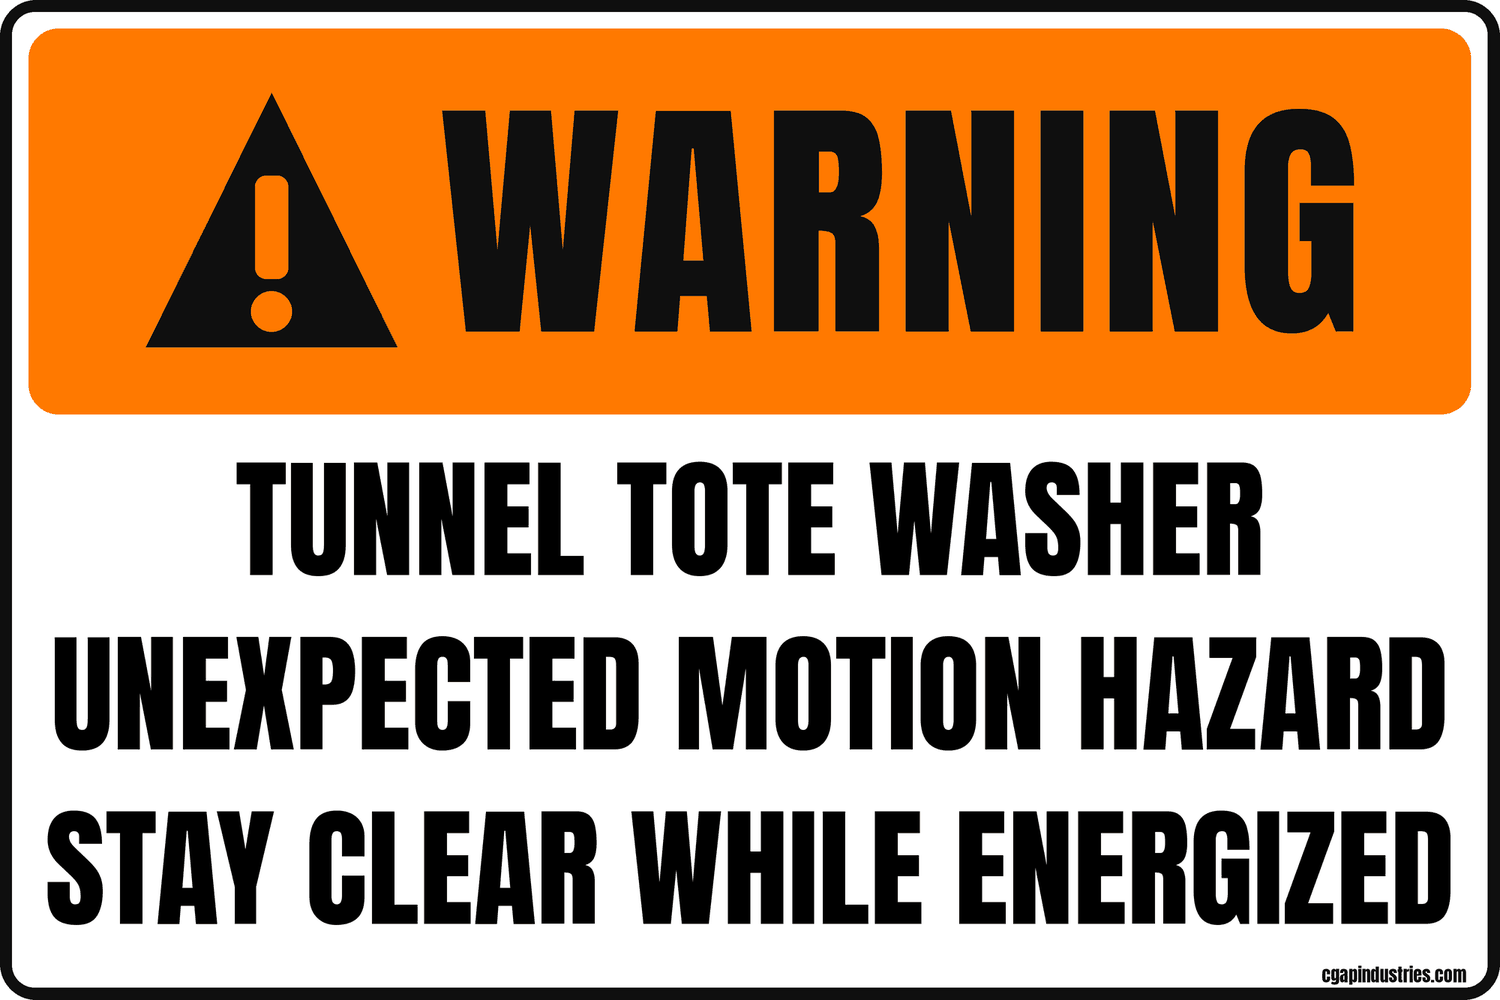 WARNING
TUNNEL TOTE WASHER
UNEXPECTED MOTION HAZARD
STAY CLEAR WHILE ENERGIZED
cgapindustries.com